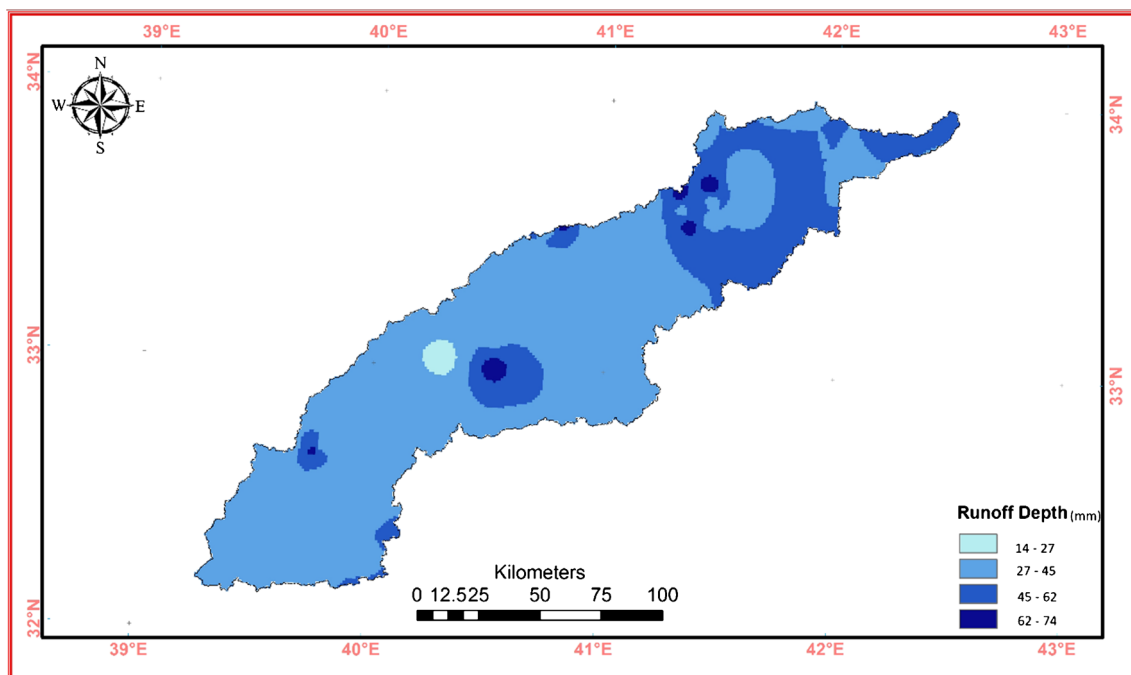 39°E 40°E 41°E 42°E 43°E
34°N
34°N
N
W E
S
33°N
33°N
Runoff Depth (mm)
14 - 27
27 - 45
45 - 62
62 - 74
Kilometers
0 12.525 50 75 100
32°N
39°E 40°E 41°E 42°E 43°E